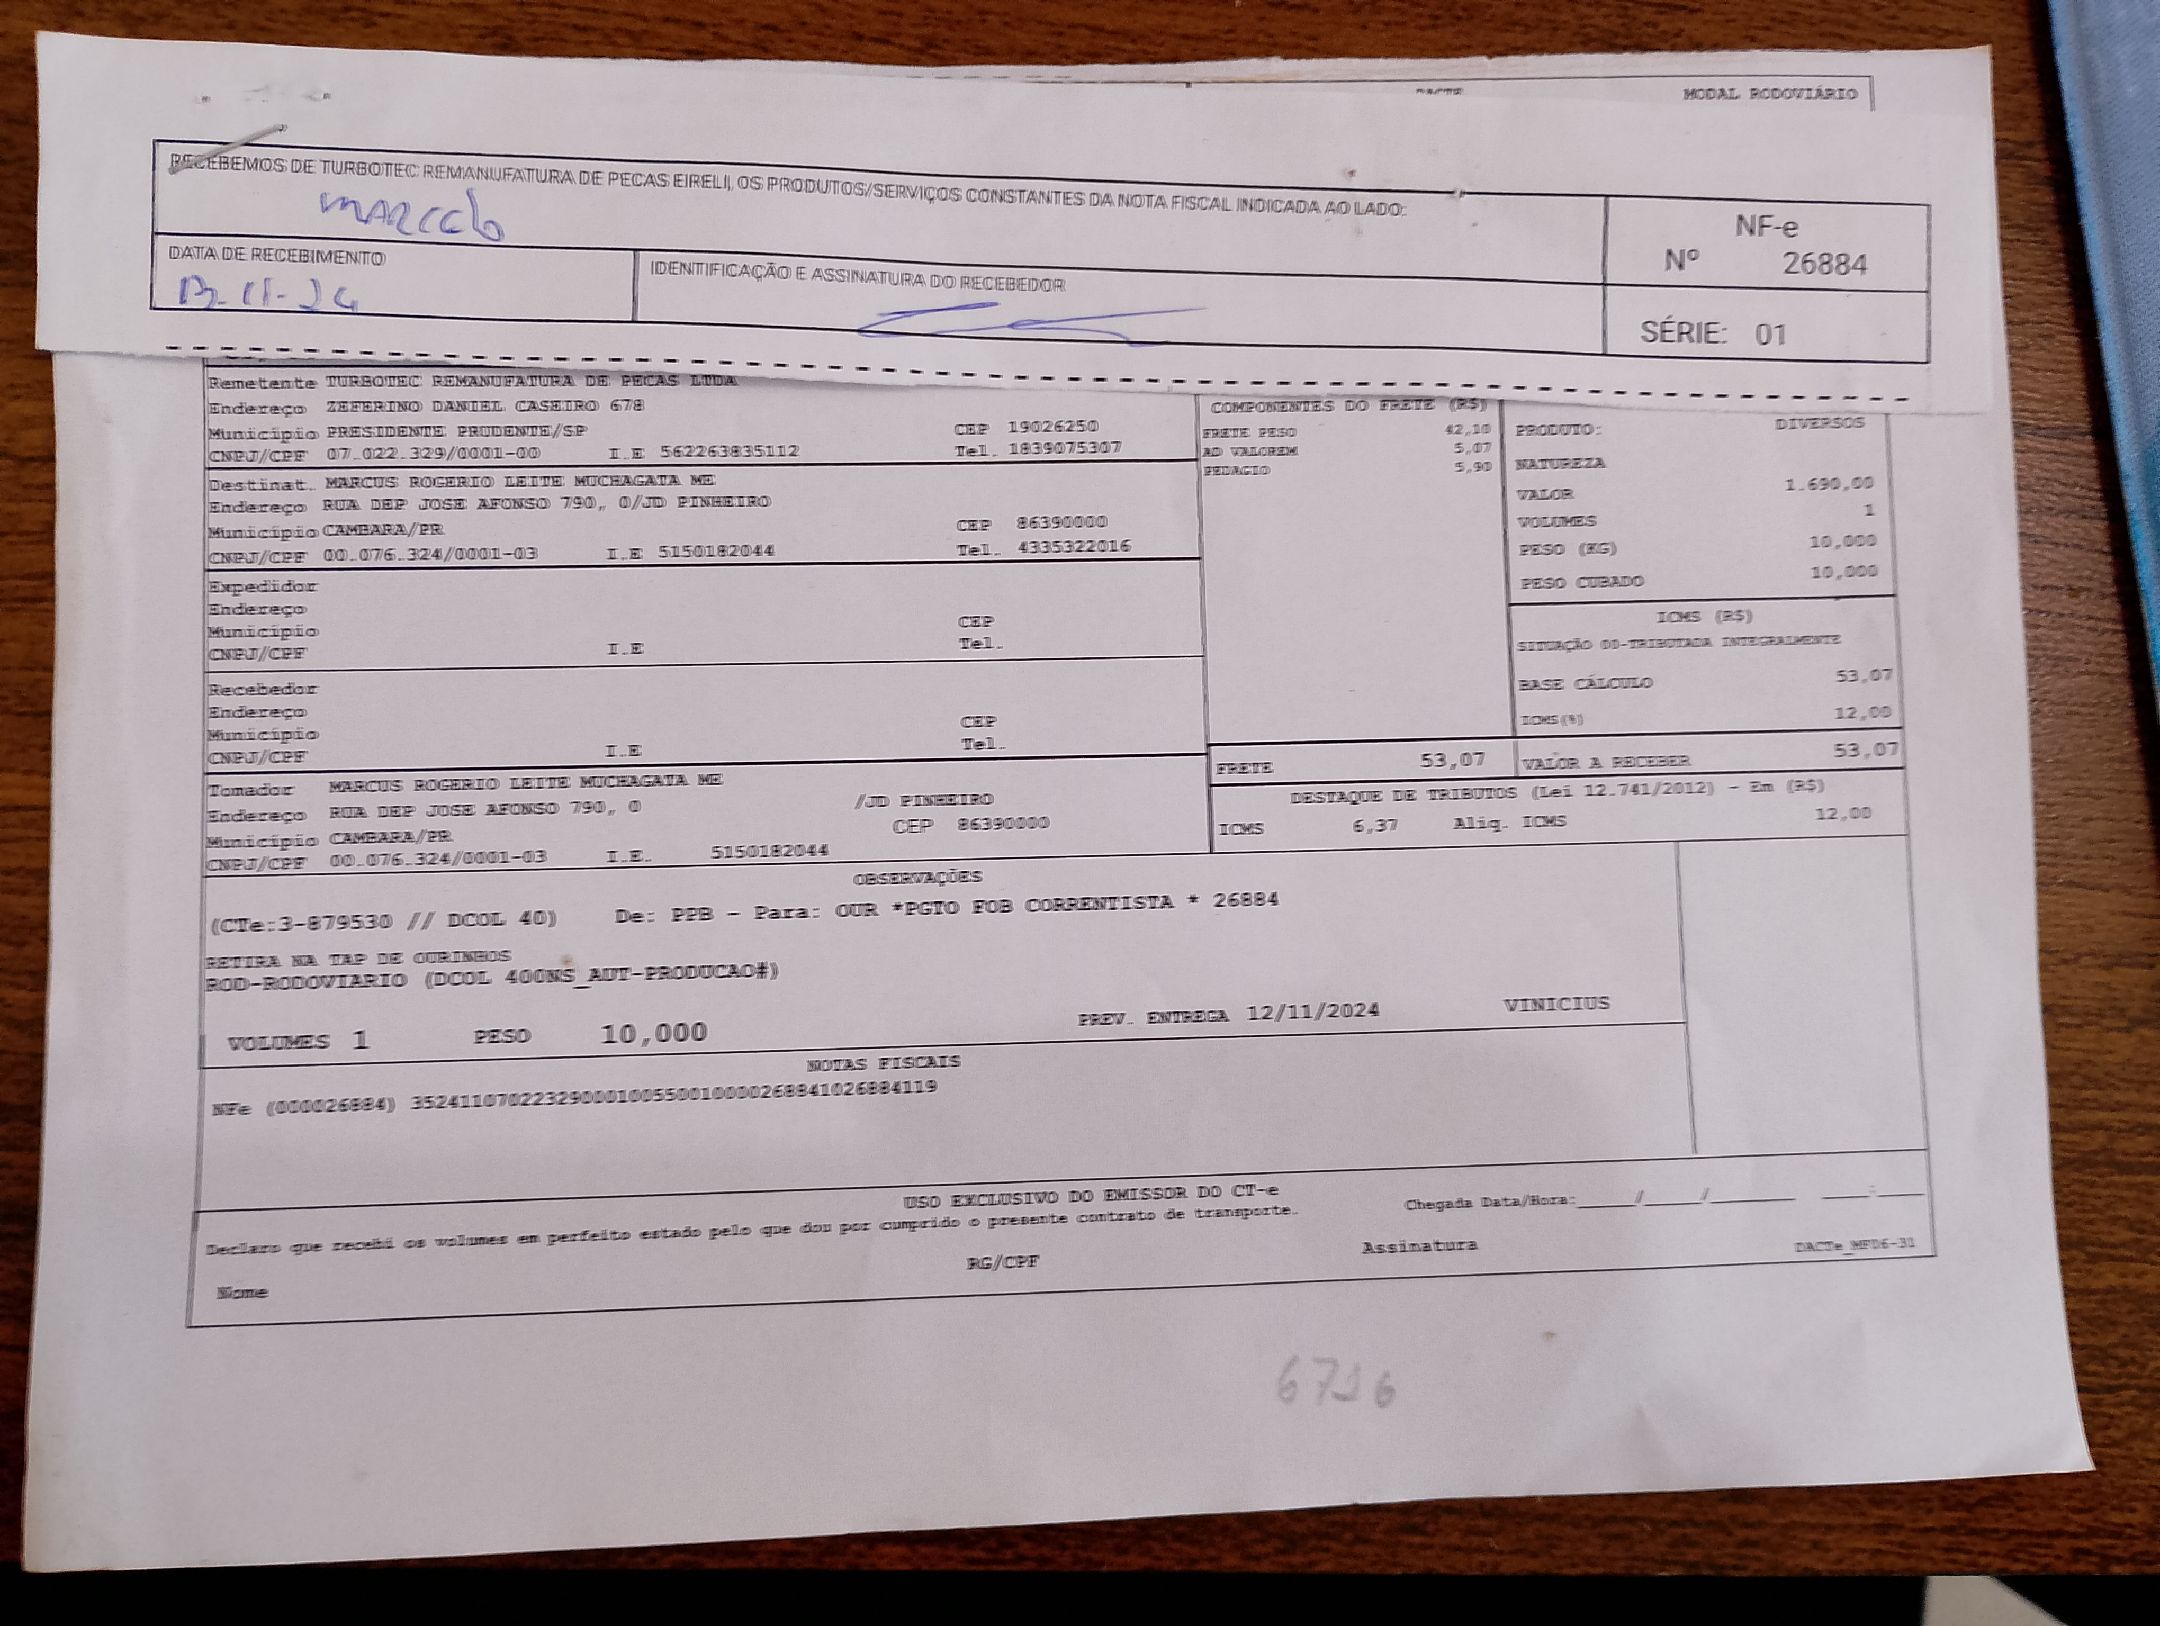 MODAL RODOVIÁRIO
RECEBEMOS DE TURBOTEC REMANUFATURA DE PECAS EIRELI, OS PRODUTOS/SERVIÇOS CONSTANTES DA NOTA FISCAL INDICADA AO LADO:
Marcelo
NF-e
Nº 26884
DATA DE RECEBIMENTO
IDENTIFICAÇÃO E ASSINATURA DO RECEBEDOR
SÉRIE: 01
Remetente TURBOTEC REMANUFATURA DE PECAS LTDA
Endereço ZEFERINO DANIEL CASEIRO 678
Município PRESIDENTE PRUDENTE/SP CEP 19026250
CNPJ/CPF 07.022.329/0001-00 I.E 562263835112 Tel. 1839075307
Destinat. MARCUS ROGERIO LEITE MUCHAGATA ME
Endereço RUA DEP JOSE AFONSO 790, 0/JD PINHEIRO
Município CAMBARA/PR CEP 86390000
CNPJ/CPF 00.076.324/0001-03 I.E 5150182044 Tel. 4335322016
Expedidor
Endereço
Município CEP
CNPJ/CPF I.E Tel.
Recebedor
Endereço
Município CEP
CNPJ/CPF I.E Tel.
Tomador MARCUS ROGERIO LEITE MUCHAGATA ME
Endereço RUA DEP JOSE AFONSO 790, 0 /JD PINHEIRO
Município CAMBARA/PR CEP 86390000
CNPJ/CPF 00.076.324/0001-03 I.E. 5150182044
COMPONENTES DO FRETE (R$)
FRETE PESO 42,10
AD VALOREM 5,07
PEDAGIO 5,90
FRETE 53,07
PRODUTO: DIVERSOS
NATUREZA
VALOR 1.690,00
VOLUMES 1
PESO (KG) 10,000
PESO CUBADO 10,000
ICMS (R$)
SITUAÇÃO 00-TRIBUTADA INTEGRALMENTE
BASE CÁLCULO 53,07
ICMS(%) 12,00
VALOR A RECEBER 53,07
DESTAQUE DE TRIBUTOS (Lei 12.741/2012) - Em (R$)
ICMS 6,37 Aliq. ICMS 12,00
OBSERVAÇÕES
(CTe:3-879530 // DCOL 40) De: PPB - Para: OUR *PGTO FOB CORRENTISTA * 26884
RETIRA NA TAP DE OURINHOS
ROD-RODOVIARIO (DCOL 400NS_AUT-PRODUCAO#)
VOLUMES 1 PESO 10,000 PREV. ENTREGA 12/11/2024 VINICIUS
NOTAS FISCAIS
NFe (000026884) 35241107022329000100550010000268841026884119
USO EXCLUSIVO DO EMISSOR DO CT-e
Declaro que recebi os volumes em perfeito estado pelo que dou por cumprido o presente contrato de transporte.
Chegada Data/Hora:_____/_____/_______ ____:____
Nome RG/CPF Assinatura DACTe_MF06-31